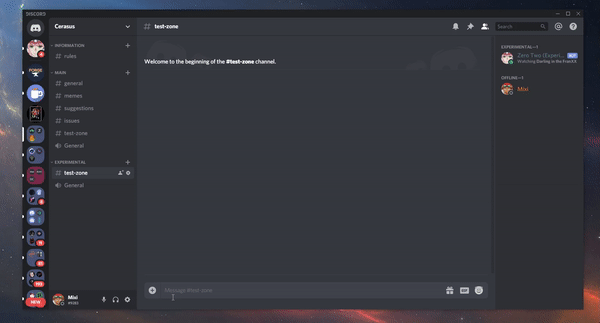 DISCORD
Cerasus
# test-zone
Search
INFORMATION
# rules
MAIN
# general
# memes
# suggestions
# issues
# test zone
General
EXPERIMENTAL
# test-zone
General
Mixi
Welcome to the beginning of the #test-zone channel.
Message #test-zone
GIF
EXPERIMENTAL—1
Zero Two (Experi...
BOT
Watching Darling in the FranXX
OFFLINE—1
Mixi
NEW